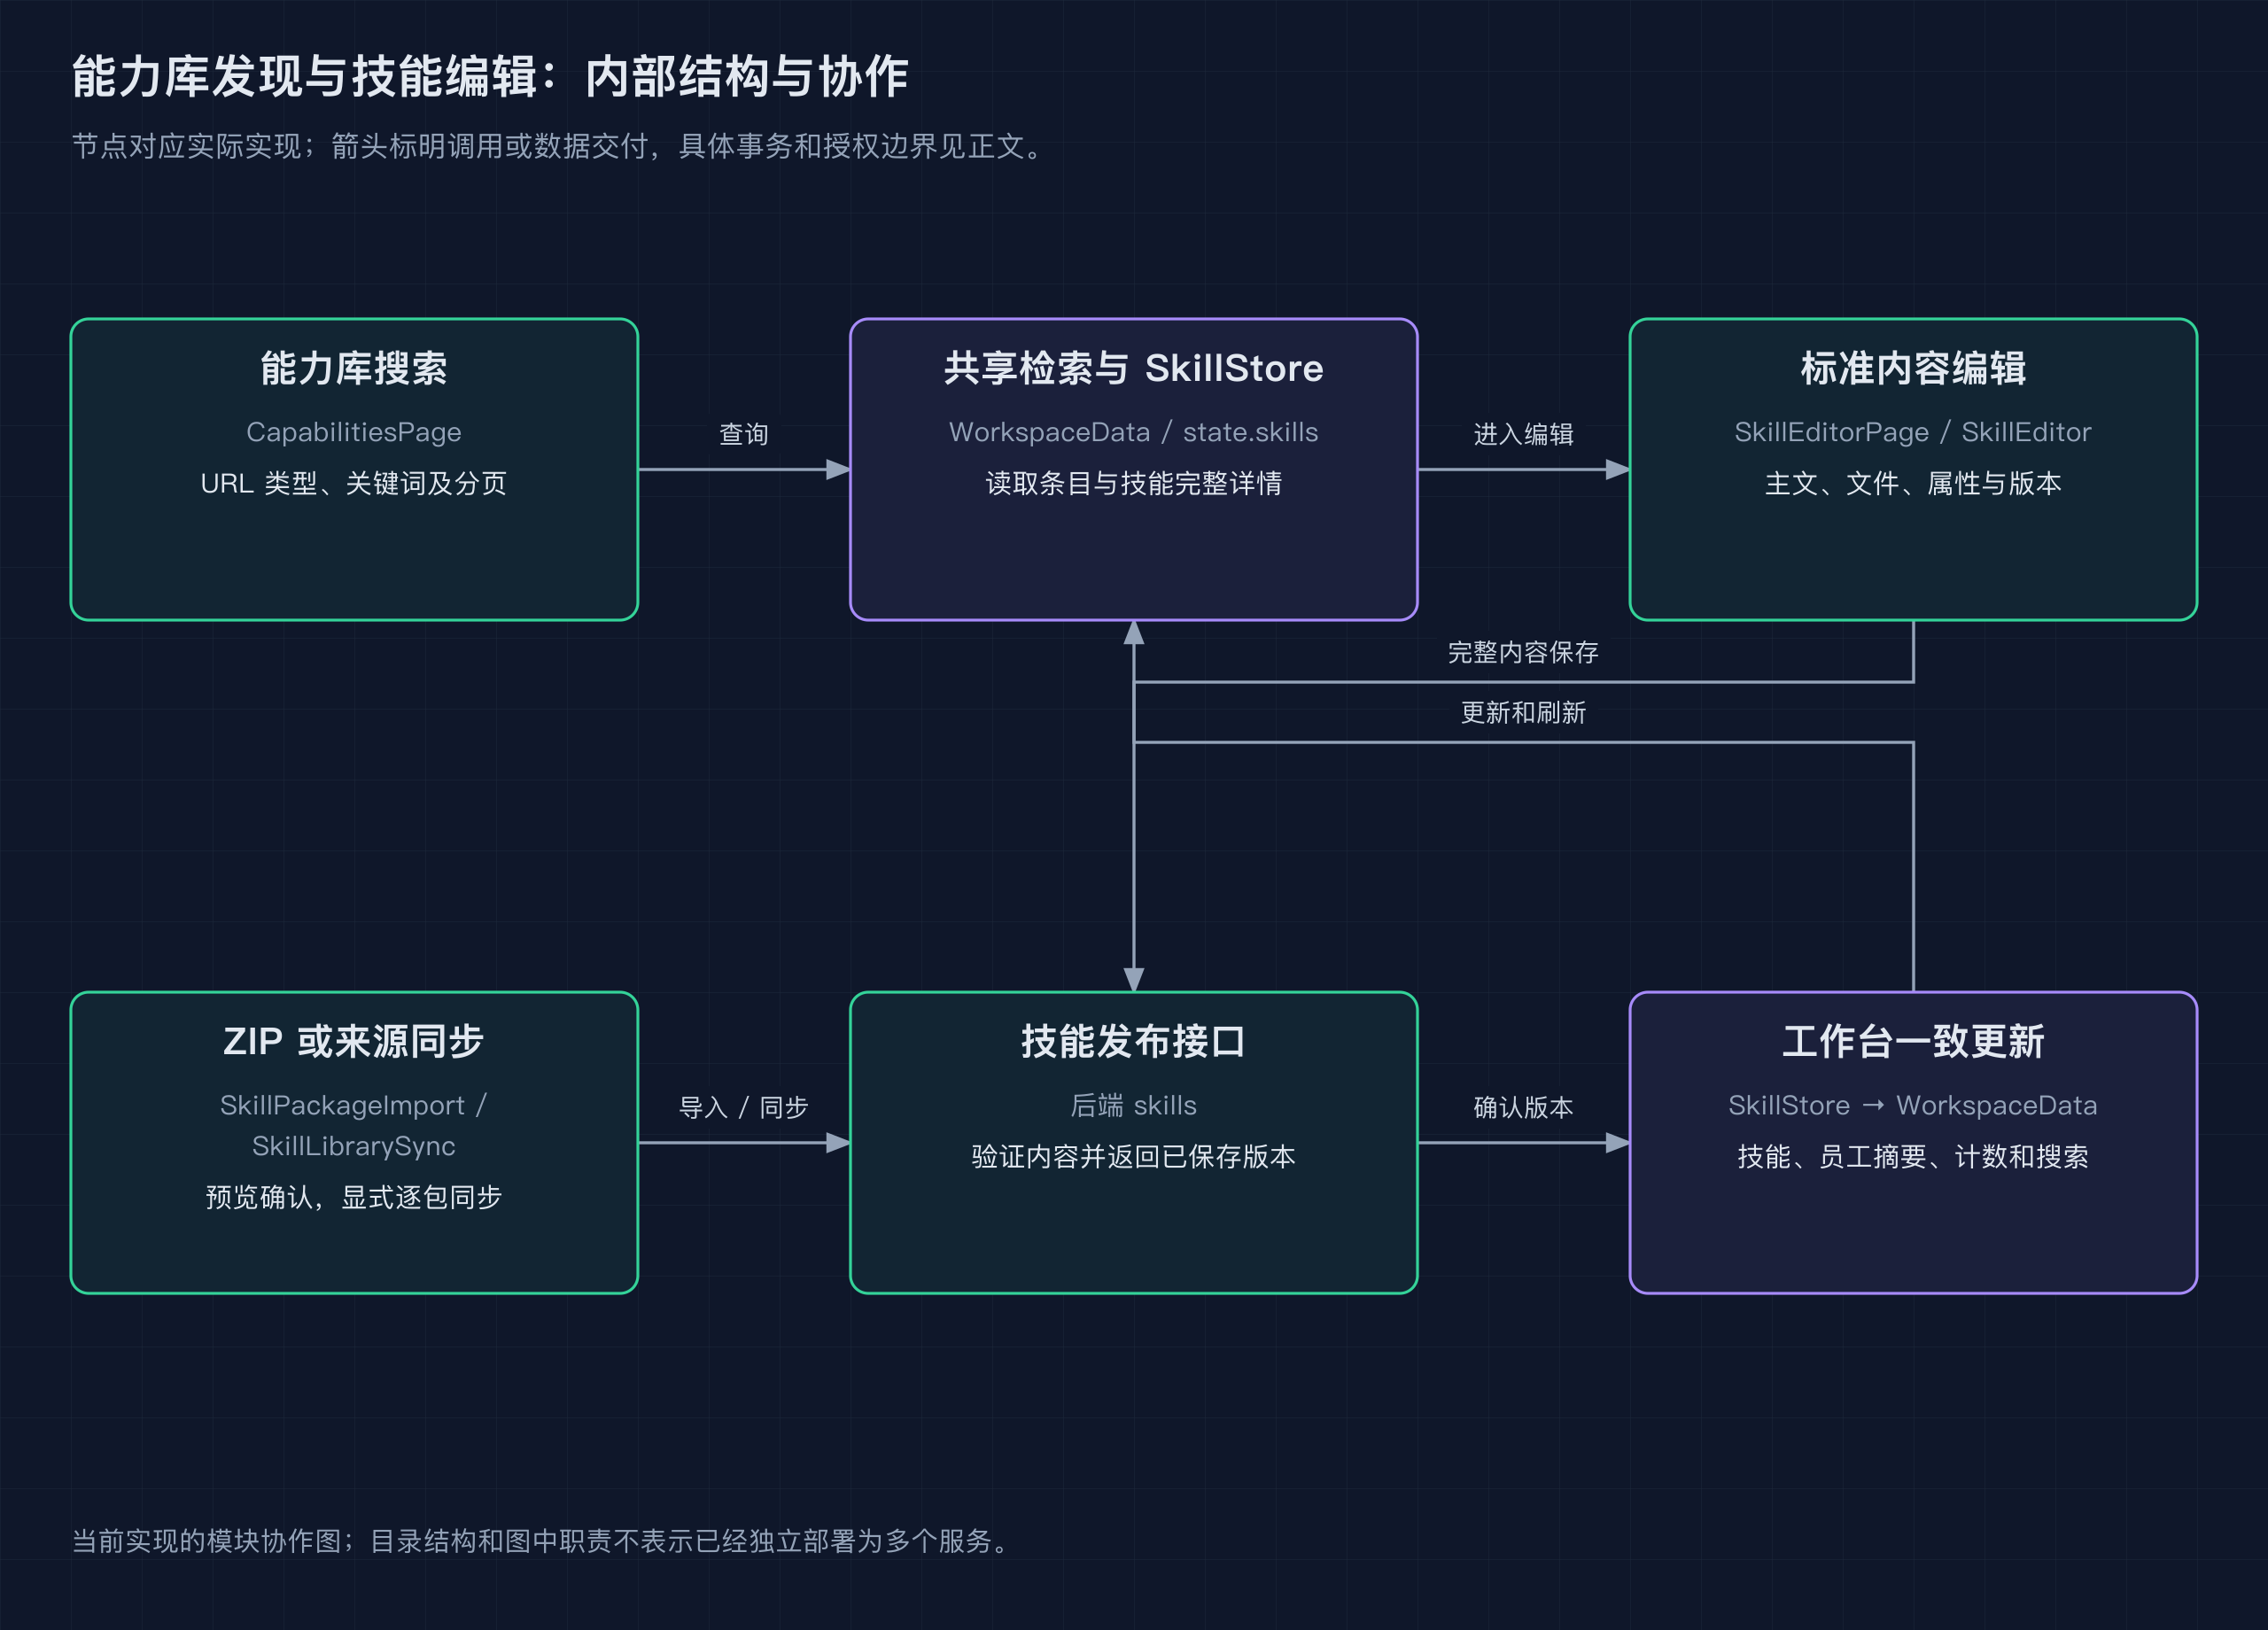 能力库发现与技能编辑：内部结构与协作
节点对应实际实现；箭头标明调用或数据交付，具体事务和授权边界见正文。
能力库搜索
CapabilitiesPage
URL 类型、关键词及分页
查询
共享检索与 SkillStore
WorkspaceData / state.skills
读取条目与技能完整详情
进入编辑
标准内容编辑
SkillEditorPage / SkillEditor
主文、文件、属性与版本
完整内容保存
更新和刷新
ZIP 或来源同步
SkillPackageImport /
SkillLibrarySync
预览确认，显式逐包同步
导入 / 同步
技能发布接口
后端 skills
验证内容并返回已保存版本
确认版本
工作台一致更新
SkillStore → WorkspaceData
技能、员工摘要、计数和搜索
当前实现的模块协作图；目录结构和图中职责不表示已经独立部署为多个服务。